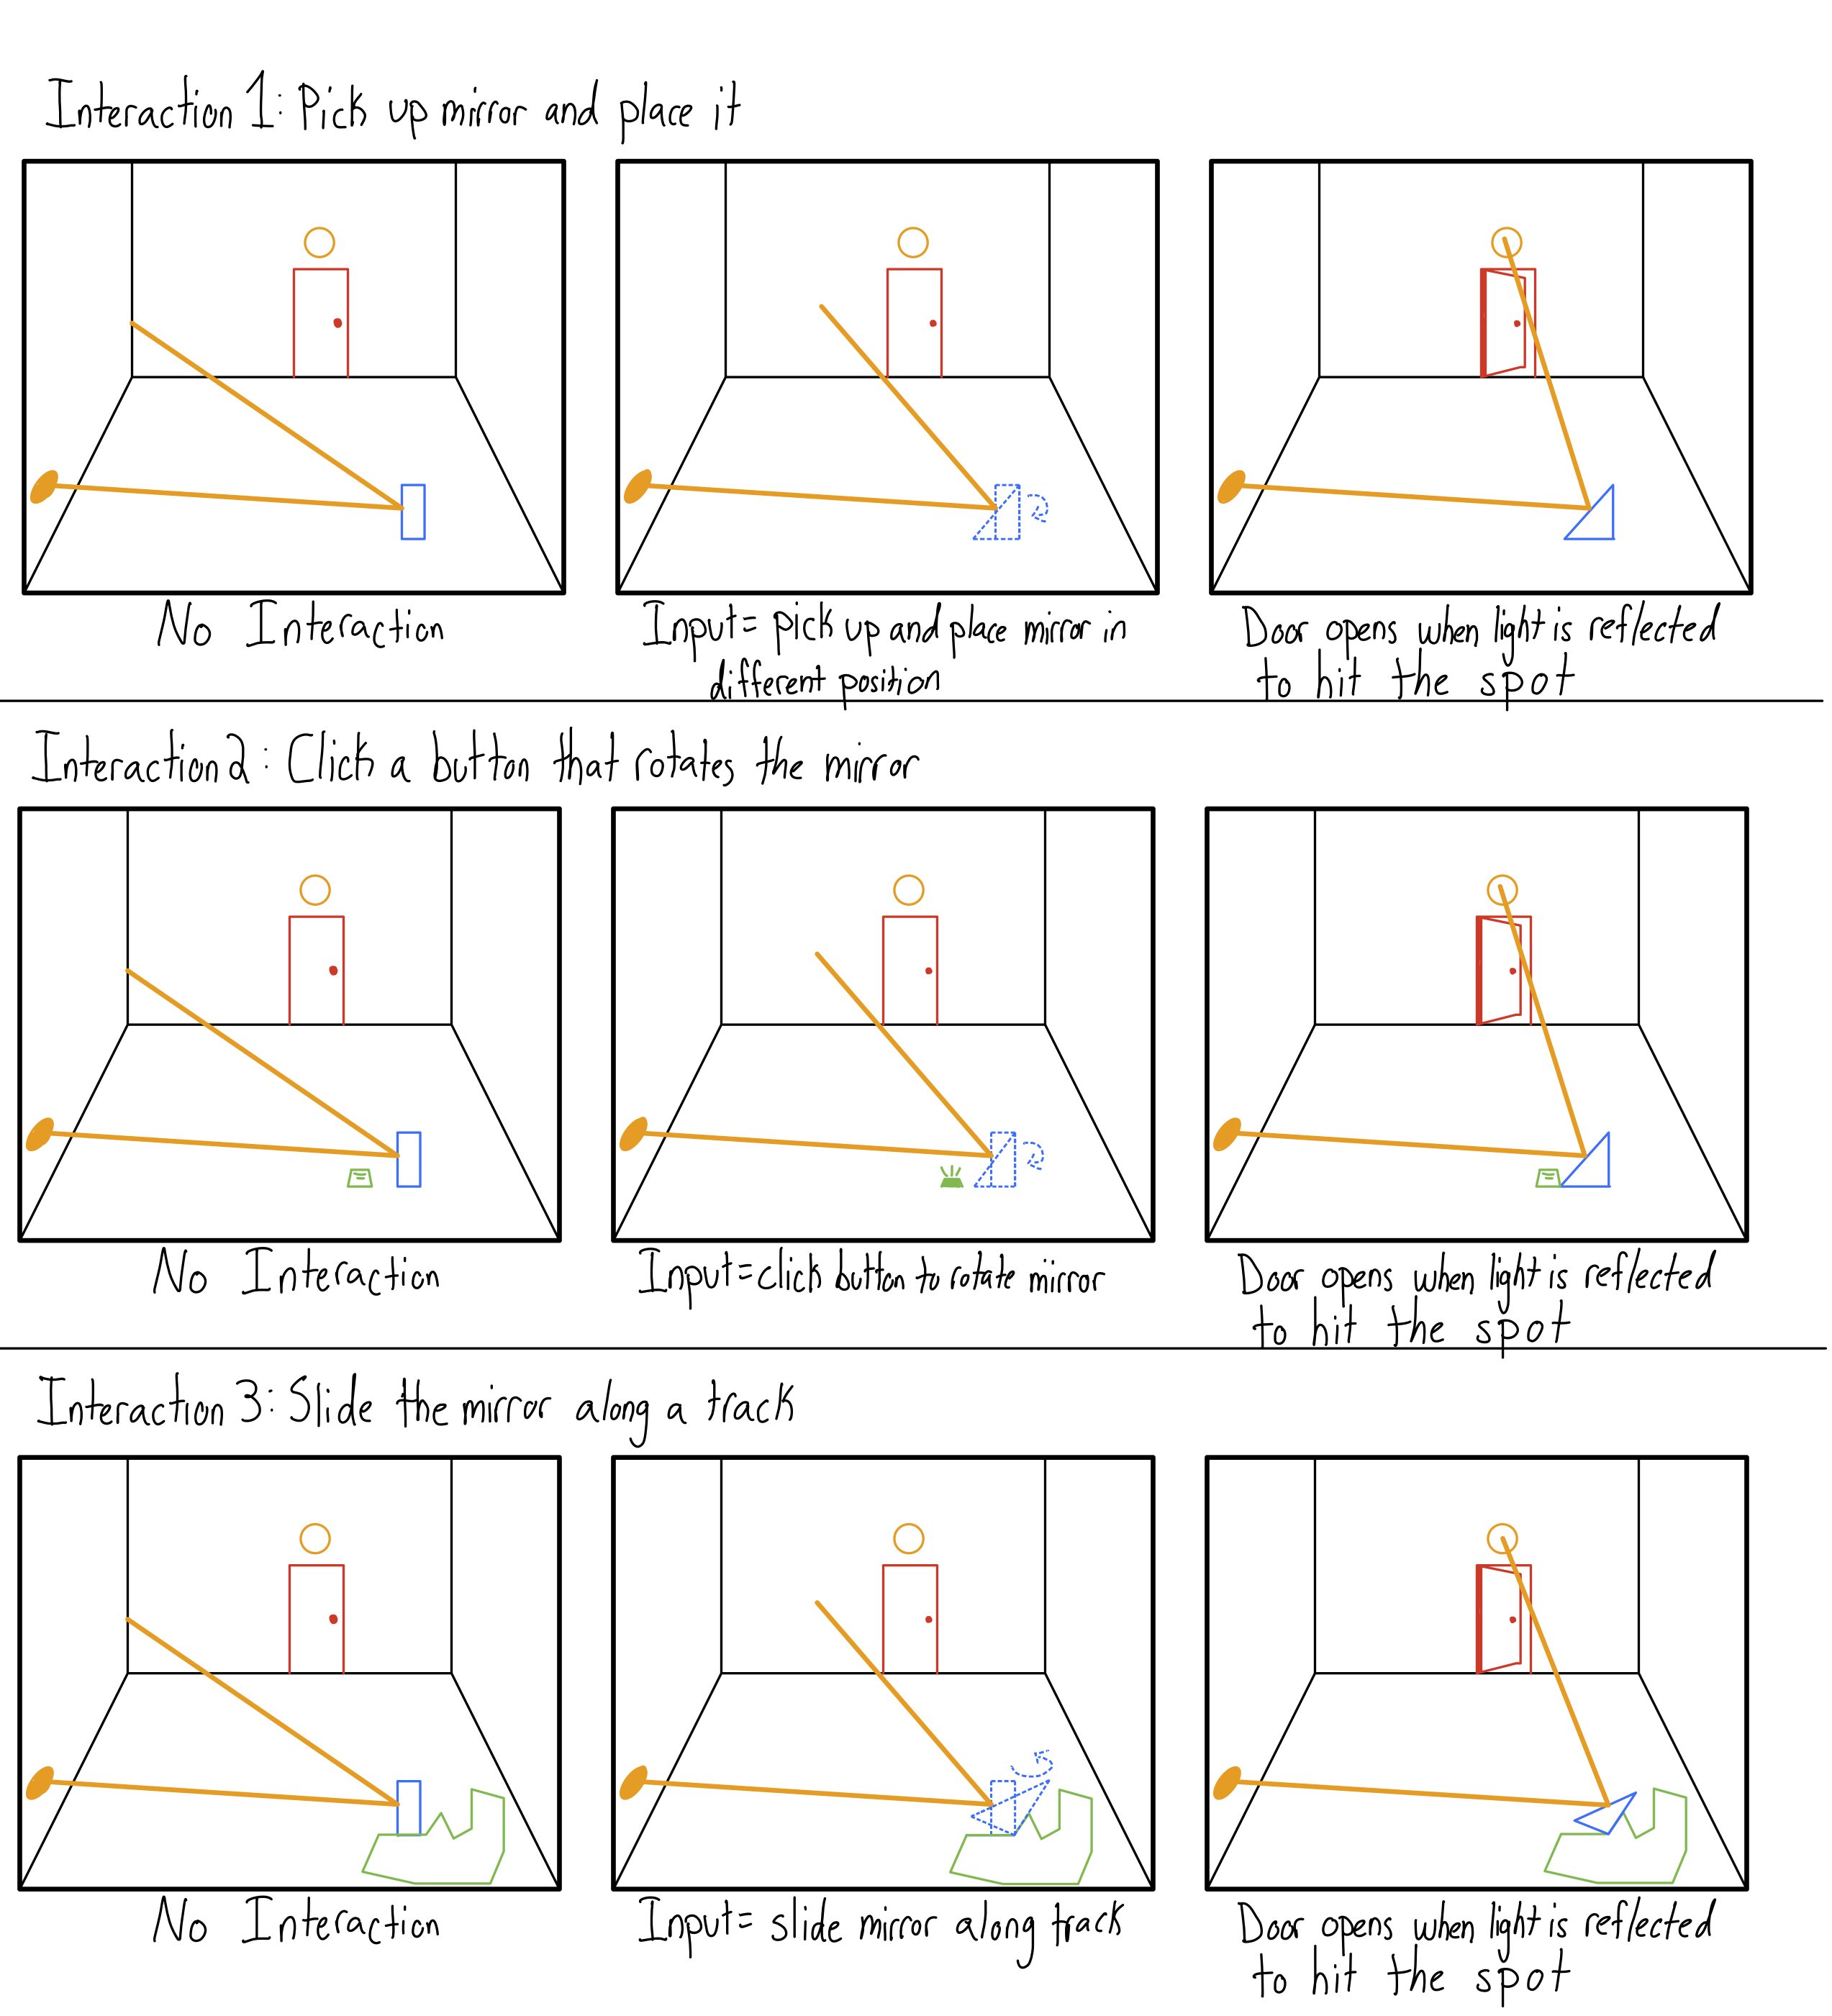 Interaction 1: Pick up mirror and place it
No Interaction
Input= pick up and place mirror in
different position
Door opens when light is reflected
to hit the spot
Interaction 2: Click a button that rotates the mirror
No Interaction
Input=click button to rotate mirror
Door opens when light is reflected
to hit the spot
Interaction 3: Slide the mirror along a track
No Interaction
Input= slide mirror along track
Door opens when light is reflected
to hit the spot